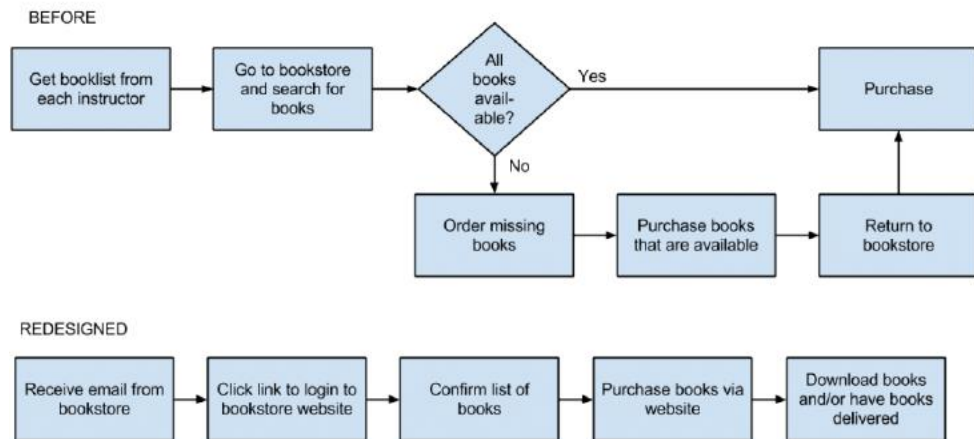 BEFORE
Get booklist from
each instructor
Go to bookstore
and search for
books
All
books
avail-
able?
Yes
Purchase
No
Order missing
books
Purchase books
that are available
Return to
bookstore
REDESIGNED
Receive email from
bookstore
Click link to login to
bookstore website
Confirm list of
books
Purchase books via
website
Download books
and/or have books
delivered